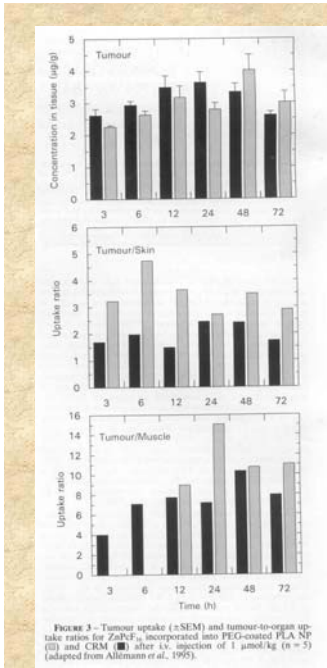 Tumour
Concentration in tissue (µg/g)
5
4
3
2
1
0
3 6 12 24 48 72
Tumour/Skin
Uptake ratio
6
5
4
3
2
1
0
3 6 12 24 48 72
Tumour/Muscle
Uptake ratio
16
14
12
10
8
6
4
2
0
3 6 12 24 48 72
Time (h)
FIGURE 3 – Tumour uptake (±SEM) and tumour-to-organ up-
take ratios for ZnPcF₁₆ incorporated into PEG-coated PLA NP
(▒) and CRM (■) after i.v. injection of 1 µmol/kg (n = 5)
(adapted from Allémann et al., 1995).